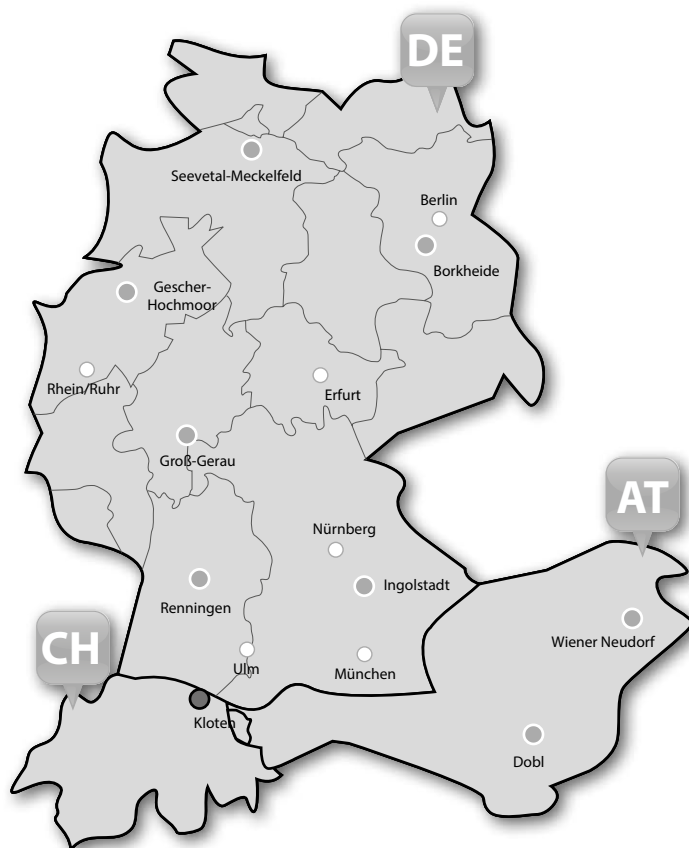 DE
Seevetal-Meckelfeld
Berlin
Borkheide
Gescher-
Hochmoor
Rhein/Ruhr
Erfurt
Groß-Gerau
AT
Nürnberg
Ingolstadt
Renningen
Wiener Neudorf
CH
Ulm
München
Kloten
Dobl